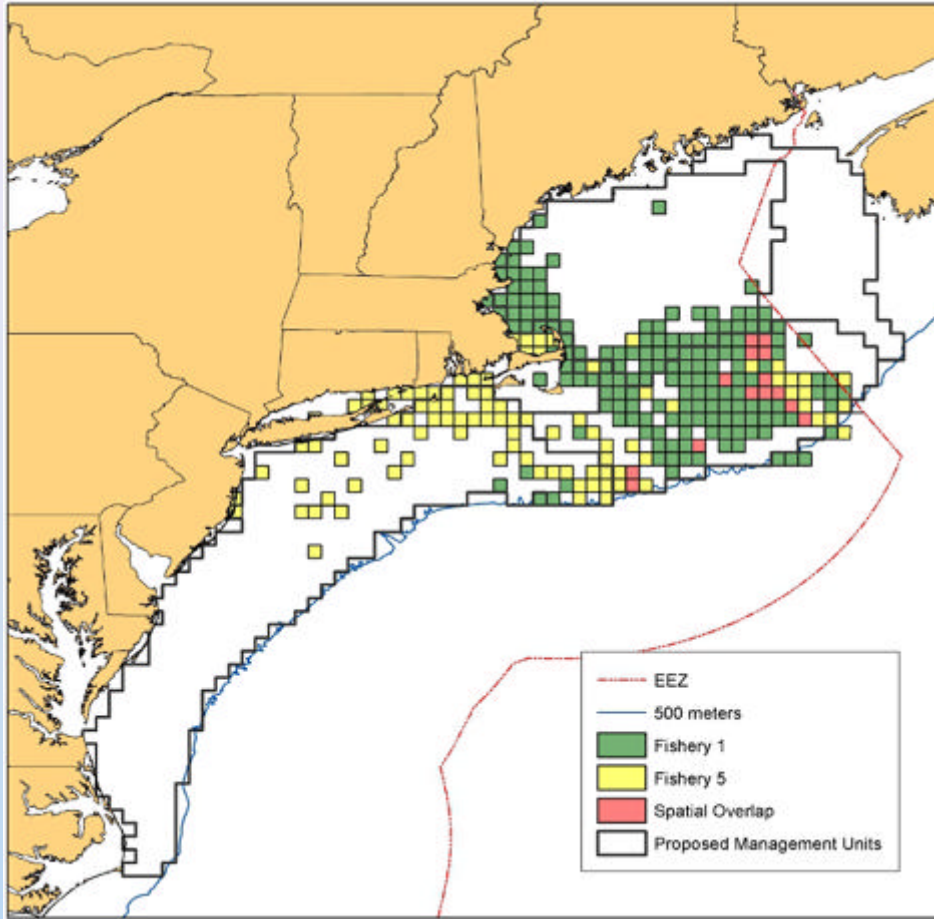 EEZ
500 meters
Fishery 1
Fishery 5
Spatial Overlap
Proposed Management Units